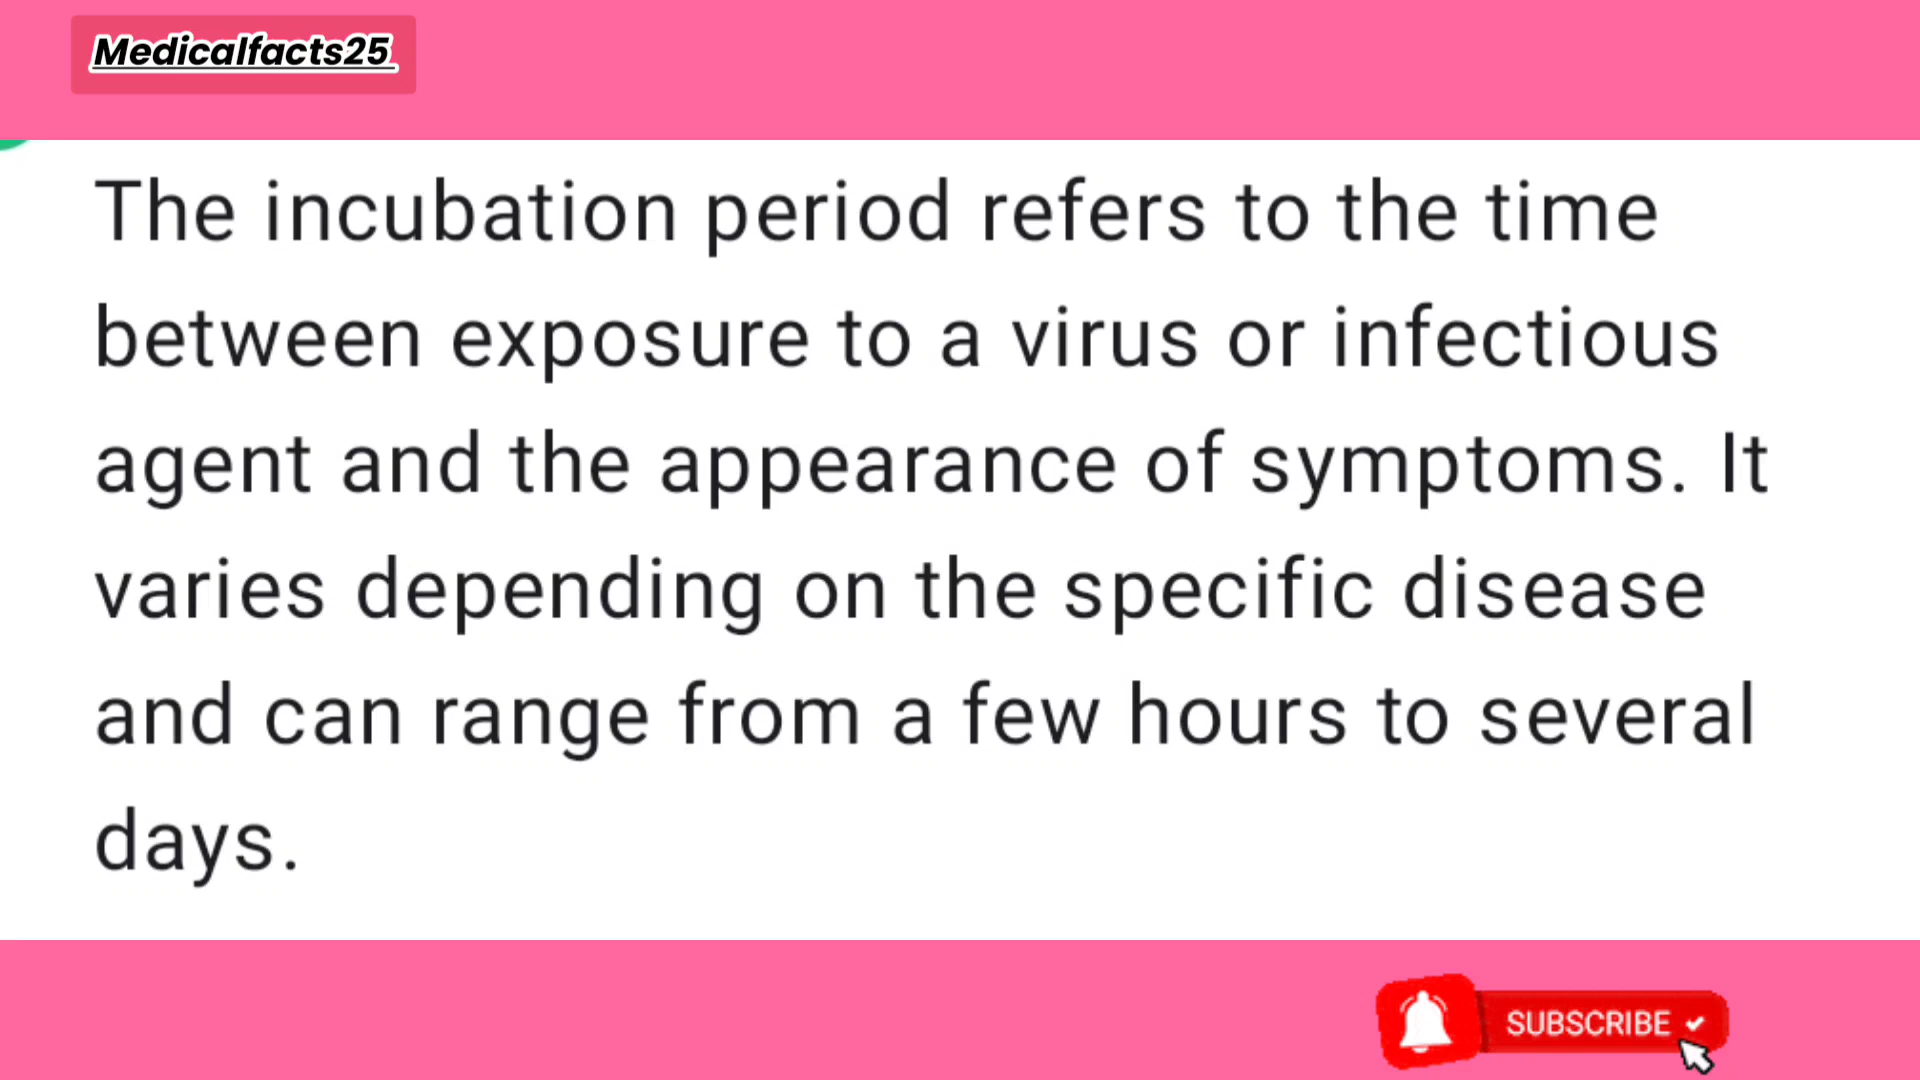 Medicalfacts25
The incubation period refers to the time
between exposure to a virus or infectious
agent and the appearance of symptoms. It
varies depending on the specific disease
and can range from a few hours to several
days.
SUBSCRIBE